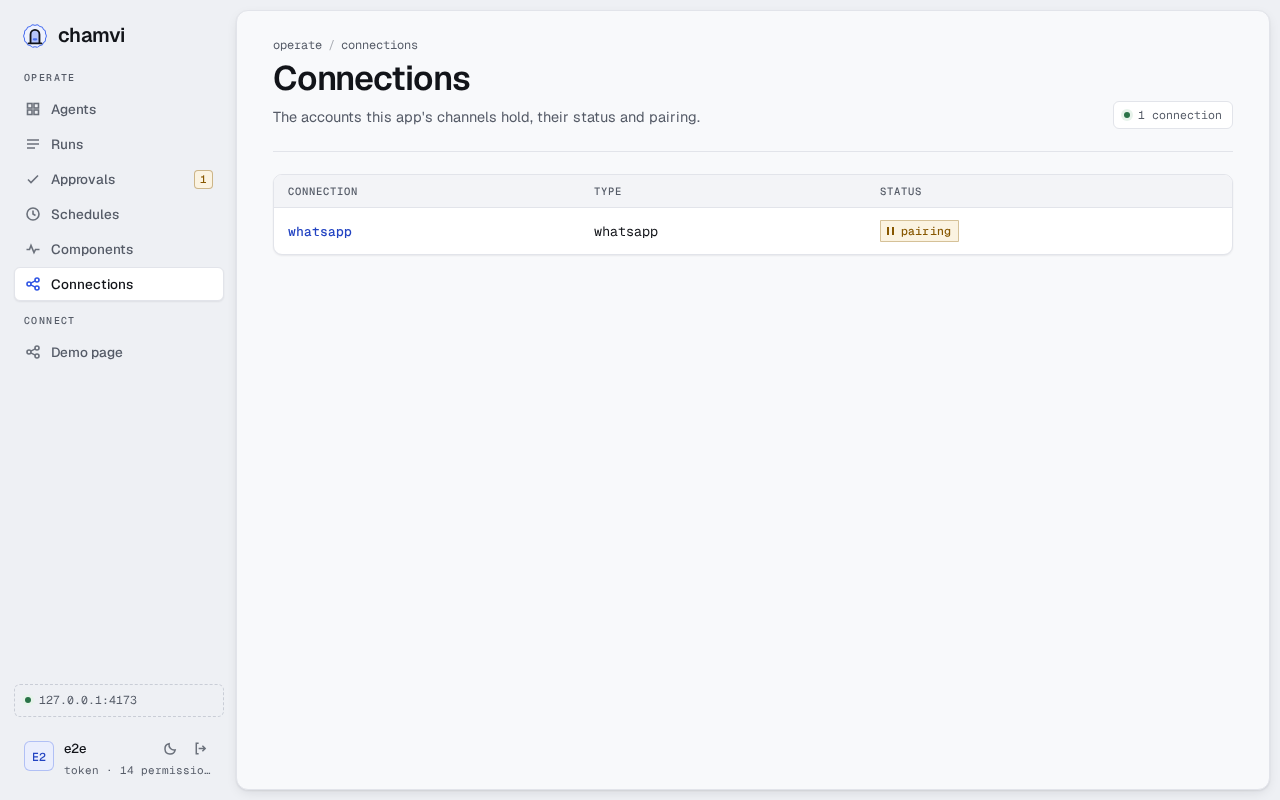 chamvi
OPERATE
Agents
Runs
Approvals 1
Schedules
Components
Connections
CONNECT
Demo page
127.0.0.1:4173
E2 e2e
token · 14 permissio…
operate / connections
Connections
The accounts this app's channels hold, their status and pairing.
1 connection
CONNECTION TYPE STATUS
whatsapp whatsapp pairing